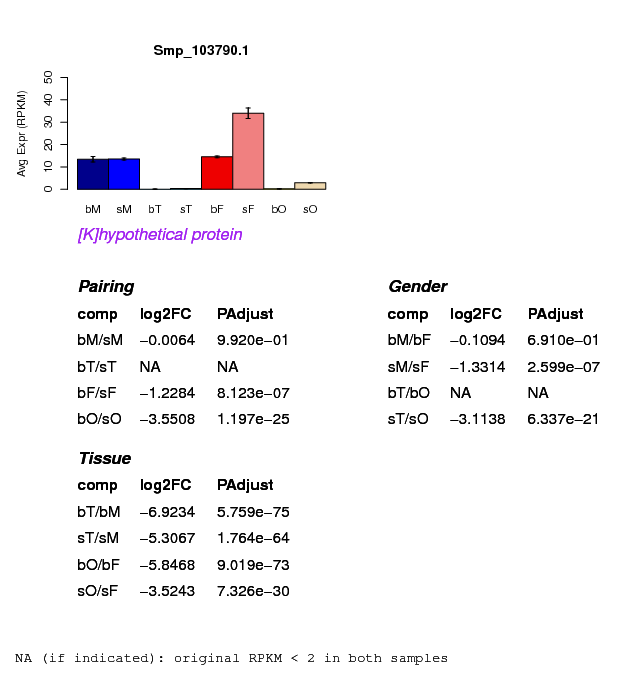 Smp_103790.1
Avg Expr (RPKM)
50
40
30
20
10
0
bM sM bT sT bF sF bO sO
[K]hypothetical protein
Pairing
comp log2FC PAdjust
bM/sM −0.0064 9.920e−01
bT/sT NA NA
bF/sF −1.2284 8.123e−07
bO/sO −3.5508 1.197e−25
Gender
comp log2FC PAdjust
bM/bF −0.1094 6.910e−01
sM/sF −1.3314 2.599e−07
bT/bO NA NA
sT/sO −3.1138 6.337e−21
Tissue
comp log2FC PAdjust
bT/bM −6.9234 5.759e−75
sT/sM −5.3067 1.764e−64
bO/bF −5.8468 9.019e−73
sO/sF −3.5243 7.326e−30
NA (if indicated): original RPKM < 2 in both samples